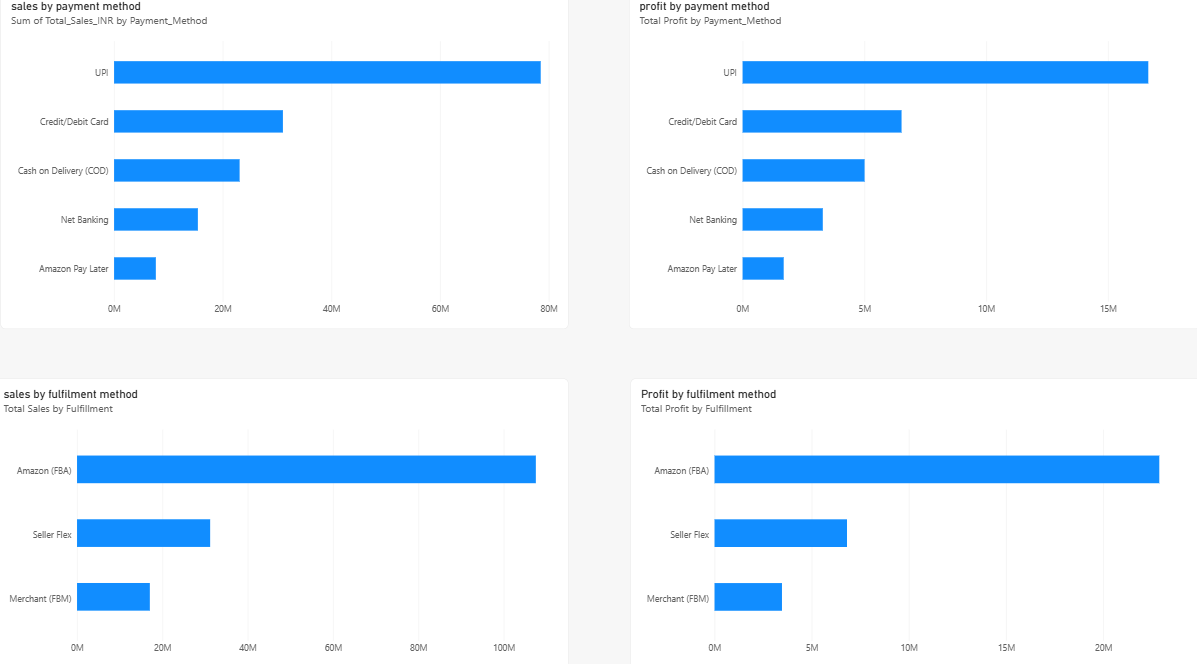 sales by payment method
Sum of Total_Sales_INR by Payment_Method
UPI
Credit/Debit Card
Cash on Delivery (COD)
Net Banking
Amazon Pay Later
0M 20M 40M 60M 80M
profit by payment method
Total Profit by Payment_Method
UPI
Credit/Debit Card
Cash on Delivery (COD)
Net Banking
Amazon Pay Later
0M 5M 10M 15M
sales by fulfilment method
Total Sales by Fulfillment
Amazon (FBA)
Seller Flex
Merchant (FBM)
0M 20M 40M 60M 80M 100M
Profit by fulfilment method
Total Profit by Fulfillment
Amazon (FBA)
Seller Flex
Merchant (FBM)
0M 5M 10M 15M 20M